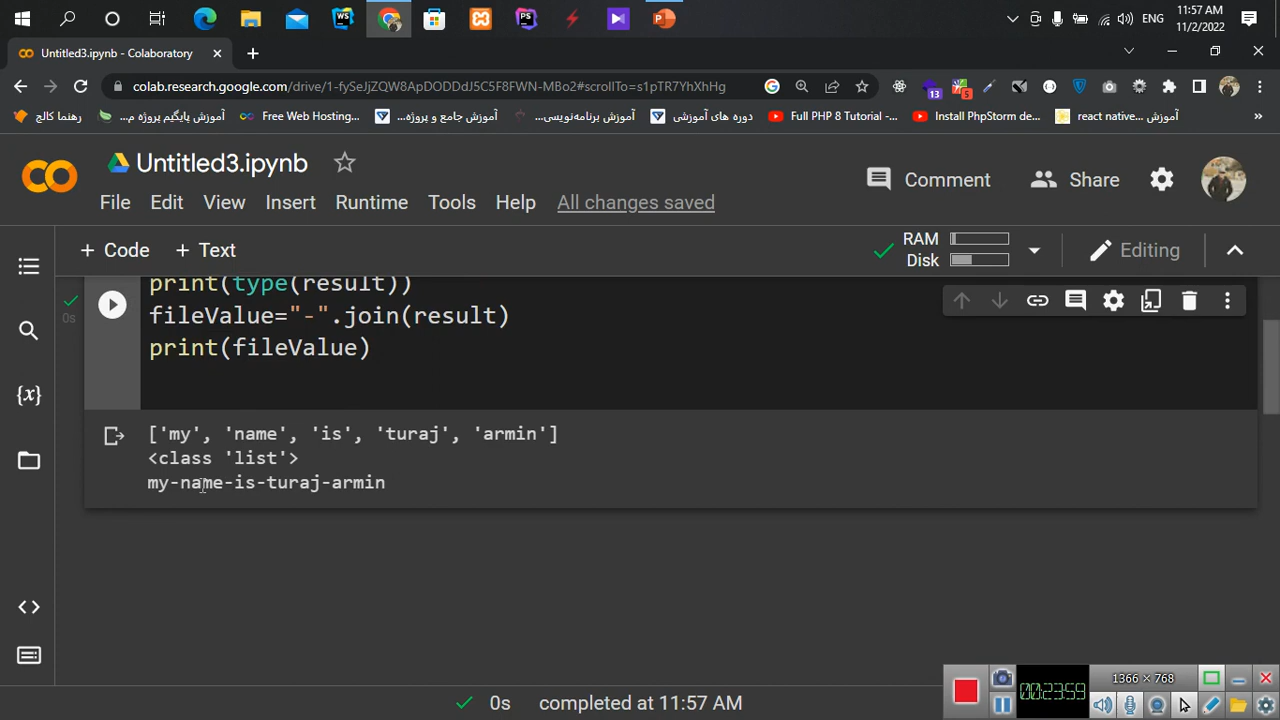 WS
PS
ENG
11:57 AM
11/2/2022
Untitled3.ipynb - Colaboratory
colab.research.google.com/drive/1-fySeJjZQW8ApDODDdJ5C5F8FWN-MBo2#scrollTo=s1pTR7YhXhHg
13
5
رهنما کالج
آموزش پایگیم پروژه م...
Free Web Hosting...
آموزش جامع و پروژه...
آموزش برنامه‌نویسی...
دوره های آموزشی
Full PHP 8 Tutorial -...
Install PhpStorm de...
آموزش react native...
Untitled3.ipynb
Comment
Share
File Edit View Insert Runtime Tools Help All changes saved
+ Code + Text
RAM
Disk
Editing
print(type(result))
fileValue="-".join(result)
print(fileValue)
0s
['my', 'name', 'is', 'turaj', 'armin']
<class 'list'>
my-name-is-turaj-armin
{x}
0s completed at 11:57 AM
00:23:59
1366 × 768